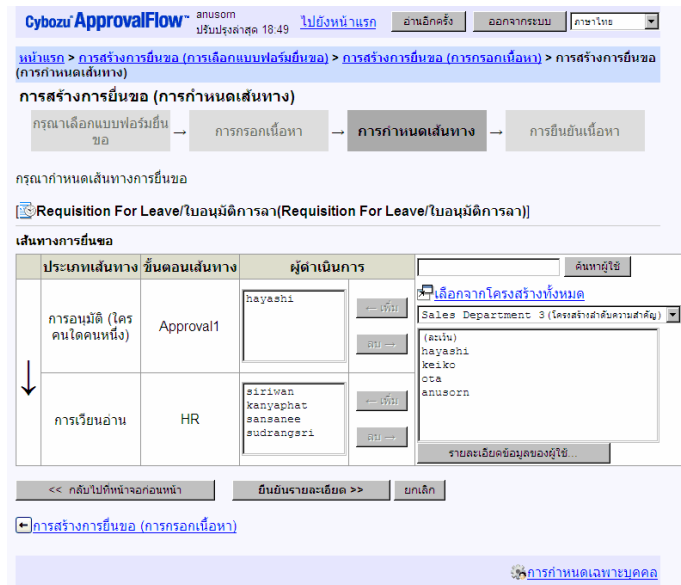 Cybozu ApprovalFlow™ anusorn
ปรับปรุงล่าสุด 18:49 ไปยังหน้าแรก อ่านอีกครั้ง ออกจากระบบ ภาษาไทย
หน้าแรก > การสร้างการยื่นขอ (การเลือกแบบฟอร์มยื่นขอ) > การสร้างการยื่นขอ (การกรอกเนื้อหา) > การสร้างการยื่นขอ
(การกำหนดเส้นทาง)
การสร้างการยื่นขอ (การกำหนดเส้นทาง)
กรุณาเลือกแบบฟอร์มยื่น
ขอ → การกรอกเนื้อหา → การกำหนดเส้นทาง → การยืนยันเนื้อหา
กรุณากำหนดเส้นทางการยื่นขอ
[Requisition For Leave/ใบอนุมัติการลา(Requisition For Leave/ใบอนุมัติการลา)]
เส้นทางการยื่นขอ
ประเภทเส้นทาง ขั้นตอนเส้นทาง ผู้ดำเนินการ ค้นหาผู้ใช้
เลือกจากโครงสร้างทั้งหมด
Sales Department 3 (โครงสร้างลำดับความสำคัญ)
การอนุมัติ (ใคร
คนใดคนหนึ่ง)
Approval1
hayashi
← เพิ่ม
ลบ →
(ละเว้น)
hayashi
keiko
ota
anusorn
การเวียนอ่าน
HR
siriwan
kanyaphat
sansanee
sudrangsri
← เพิ่ม
ลบ →
รายละเอียดข้อมูลของผู้ใช้...
<< กลับไปที่หน้าจอก่อนหน้า ยืนยันรายละเอียด >> ยกเลิก
การสร้างการยื่นขอ (การกรอกเนื้อหา)
การกำหนดเฉพาะบุคคล